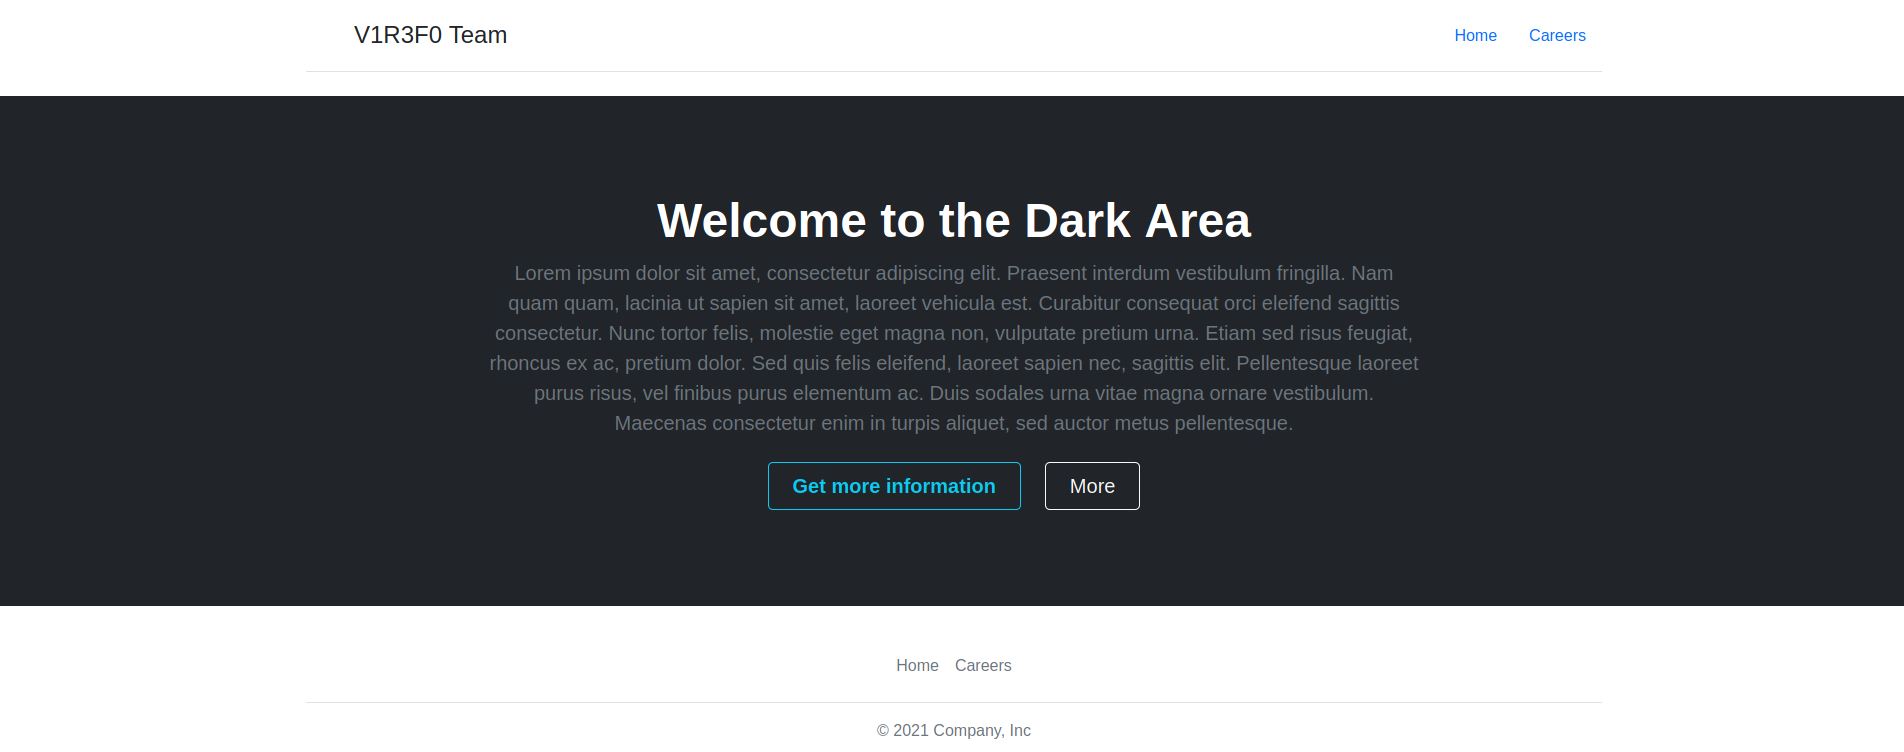 V1R3F0 Team
Home Careers
Welcome to the Dark Area
Lorem ipsum dolor sit amet, consectetur adipiscing elit. Praesent interdum vestibulum fringilla. Nam
quam quam, lacinia ut sapien sit amet, laoreet vehicula est. Curabitur consequat orci eleifend sagittis
consectetur. Nunc tortor felis, molestie eget magna non, vulputate pretium urna. Etiam sed risus feugiat,
rhoncus ex ac, pretium dolor. Sed quis felis eleifend, laoreet sapien nec, sagittis elit. Pellentesque laoreet
purus risus, vel finibus purus elementum ac. Duis sodales urna vitae magna ornare vestibulum.
Maecenas consectetur enim in turpis aliquet, sed auctor metus pellentesque.
Get more information More
Home Careers
© 2021 Company, Inc